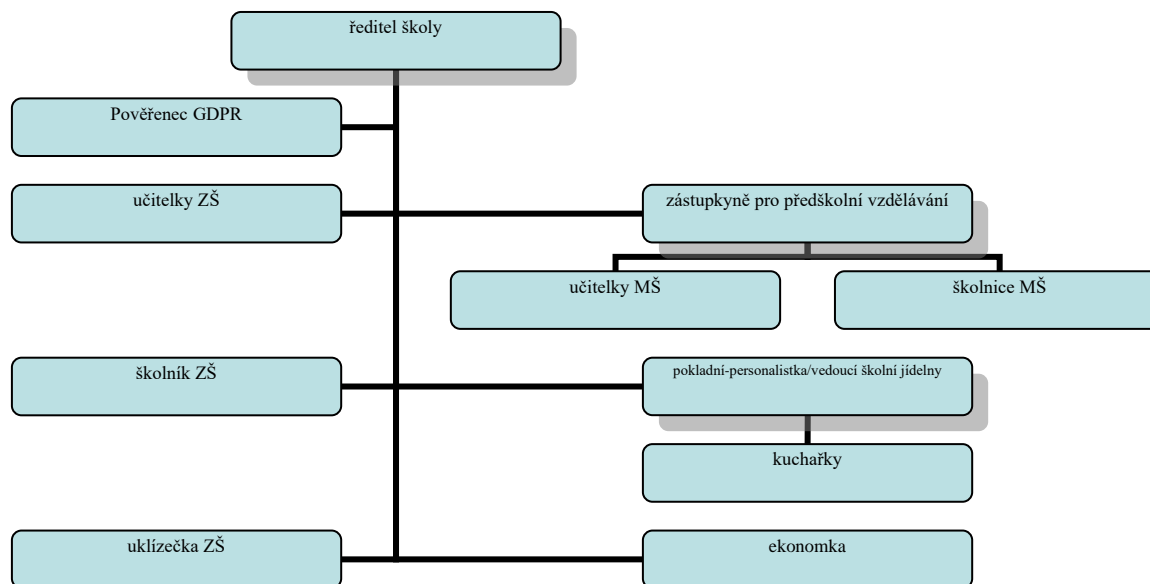 ředitel školy
Pověřenec GDPR
učitelky ZŠ
zástupkyně pro předškolní vzdělávání
učitelky MŠ
školnice MŠ
školník ZŠ
pokladní-personalistka/vedoucí školní jídelny
kuchařky
uklízečka ZŠ
ekonomka